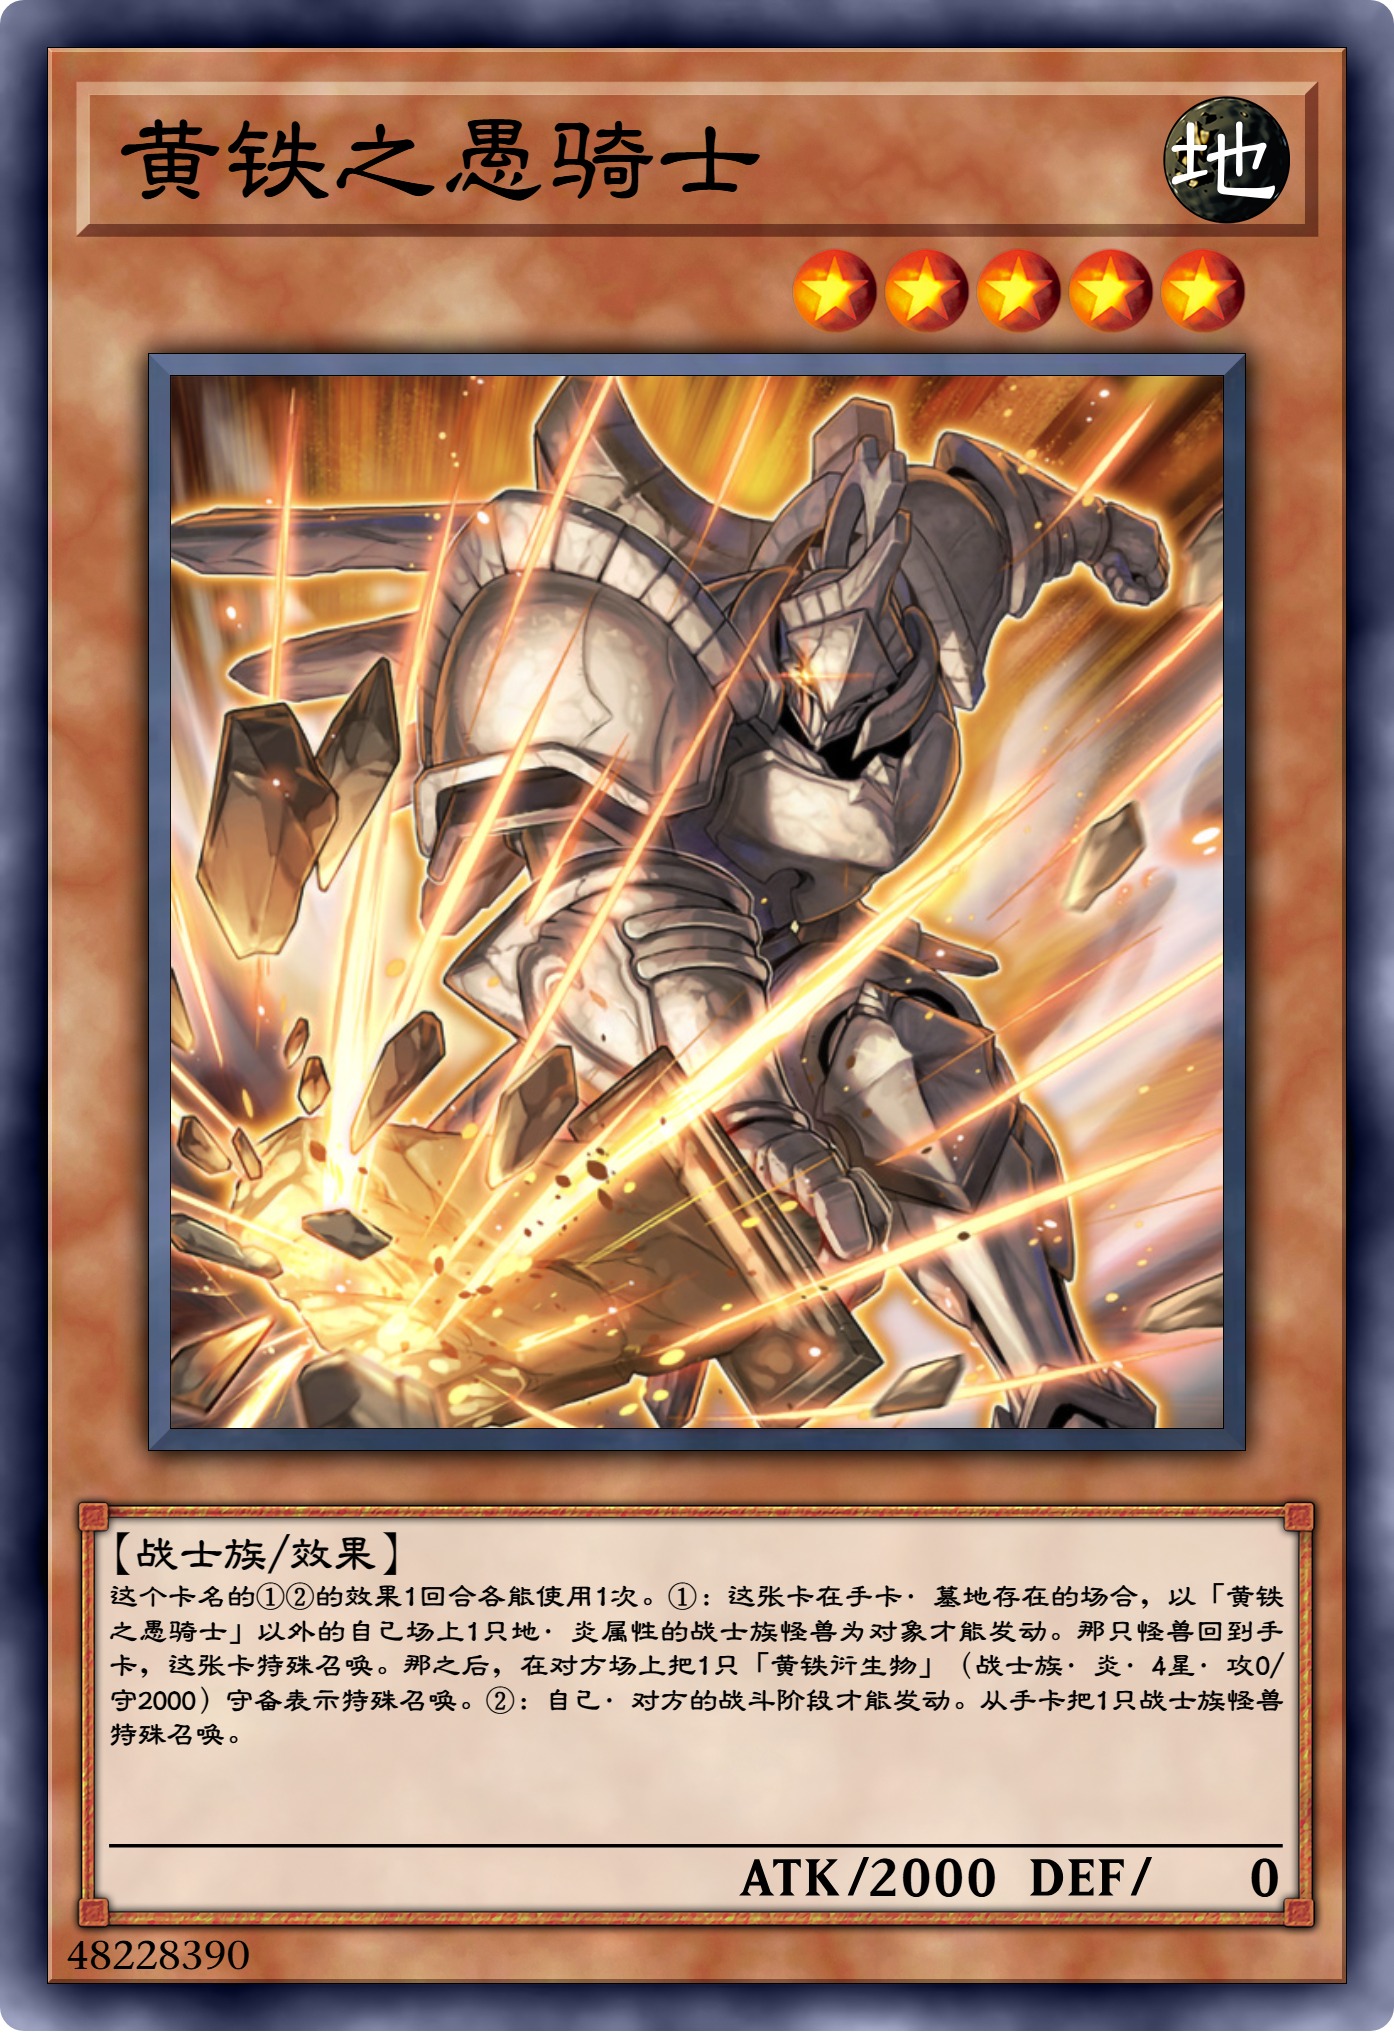 黄铁之愚骑士
地
【战士族/效果】
这个卡名的①②的效果1回合各能使用1次。①：这张卡在手卡·墓地存在的场合，以「黄铁
之愚骑士」以外的自己场上1只地·炎属性的战士族怪兽为对象才能发动。那只怪兽回到手
卡，这张卡特殊召唤。那之后，在对方场上把1只「黄铁衍生物」（战士族·炎·4星·攻0/
守2000）守备表示特殊召唤。②：自己·对方的战斗阶段才能发动。从手卡把1只战士族怪兽
特殊召唤。
ATK/2000 DEF/ 0
48228390